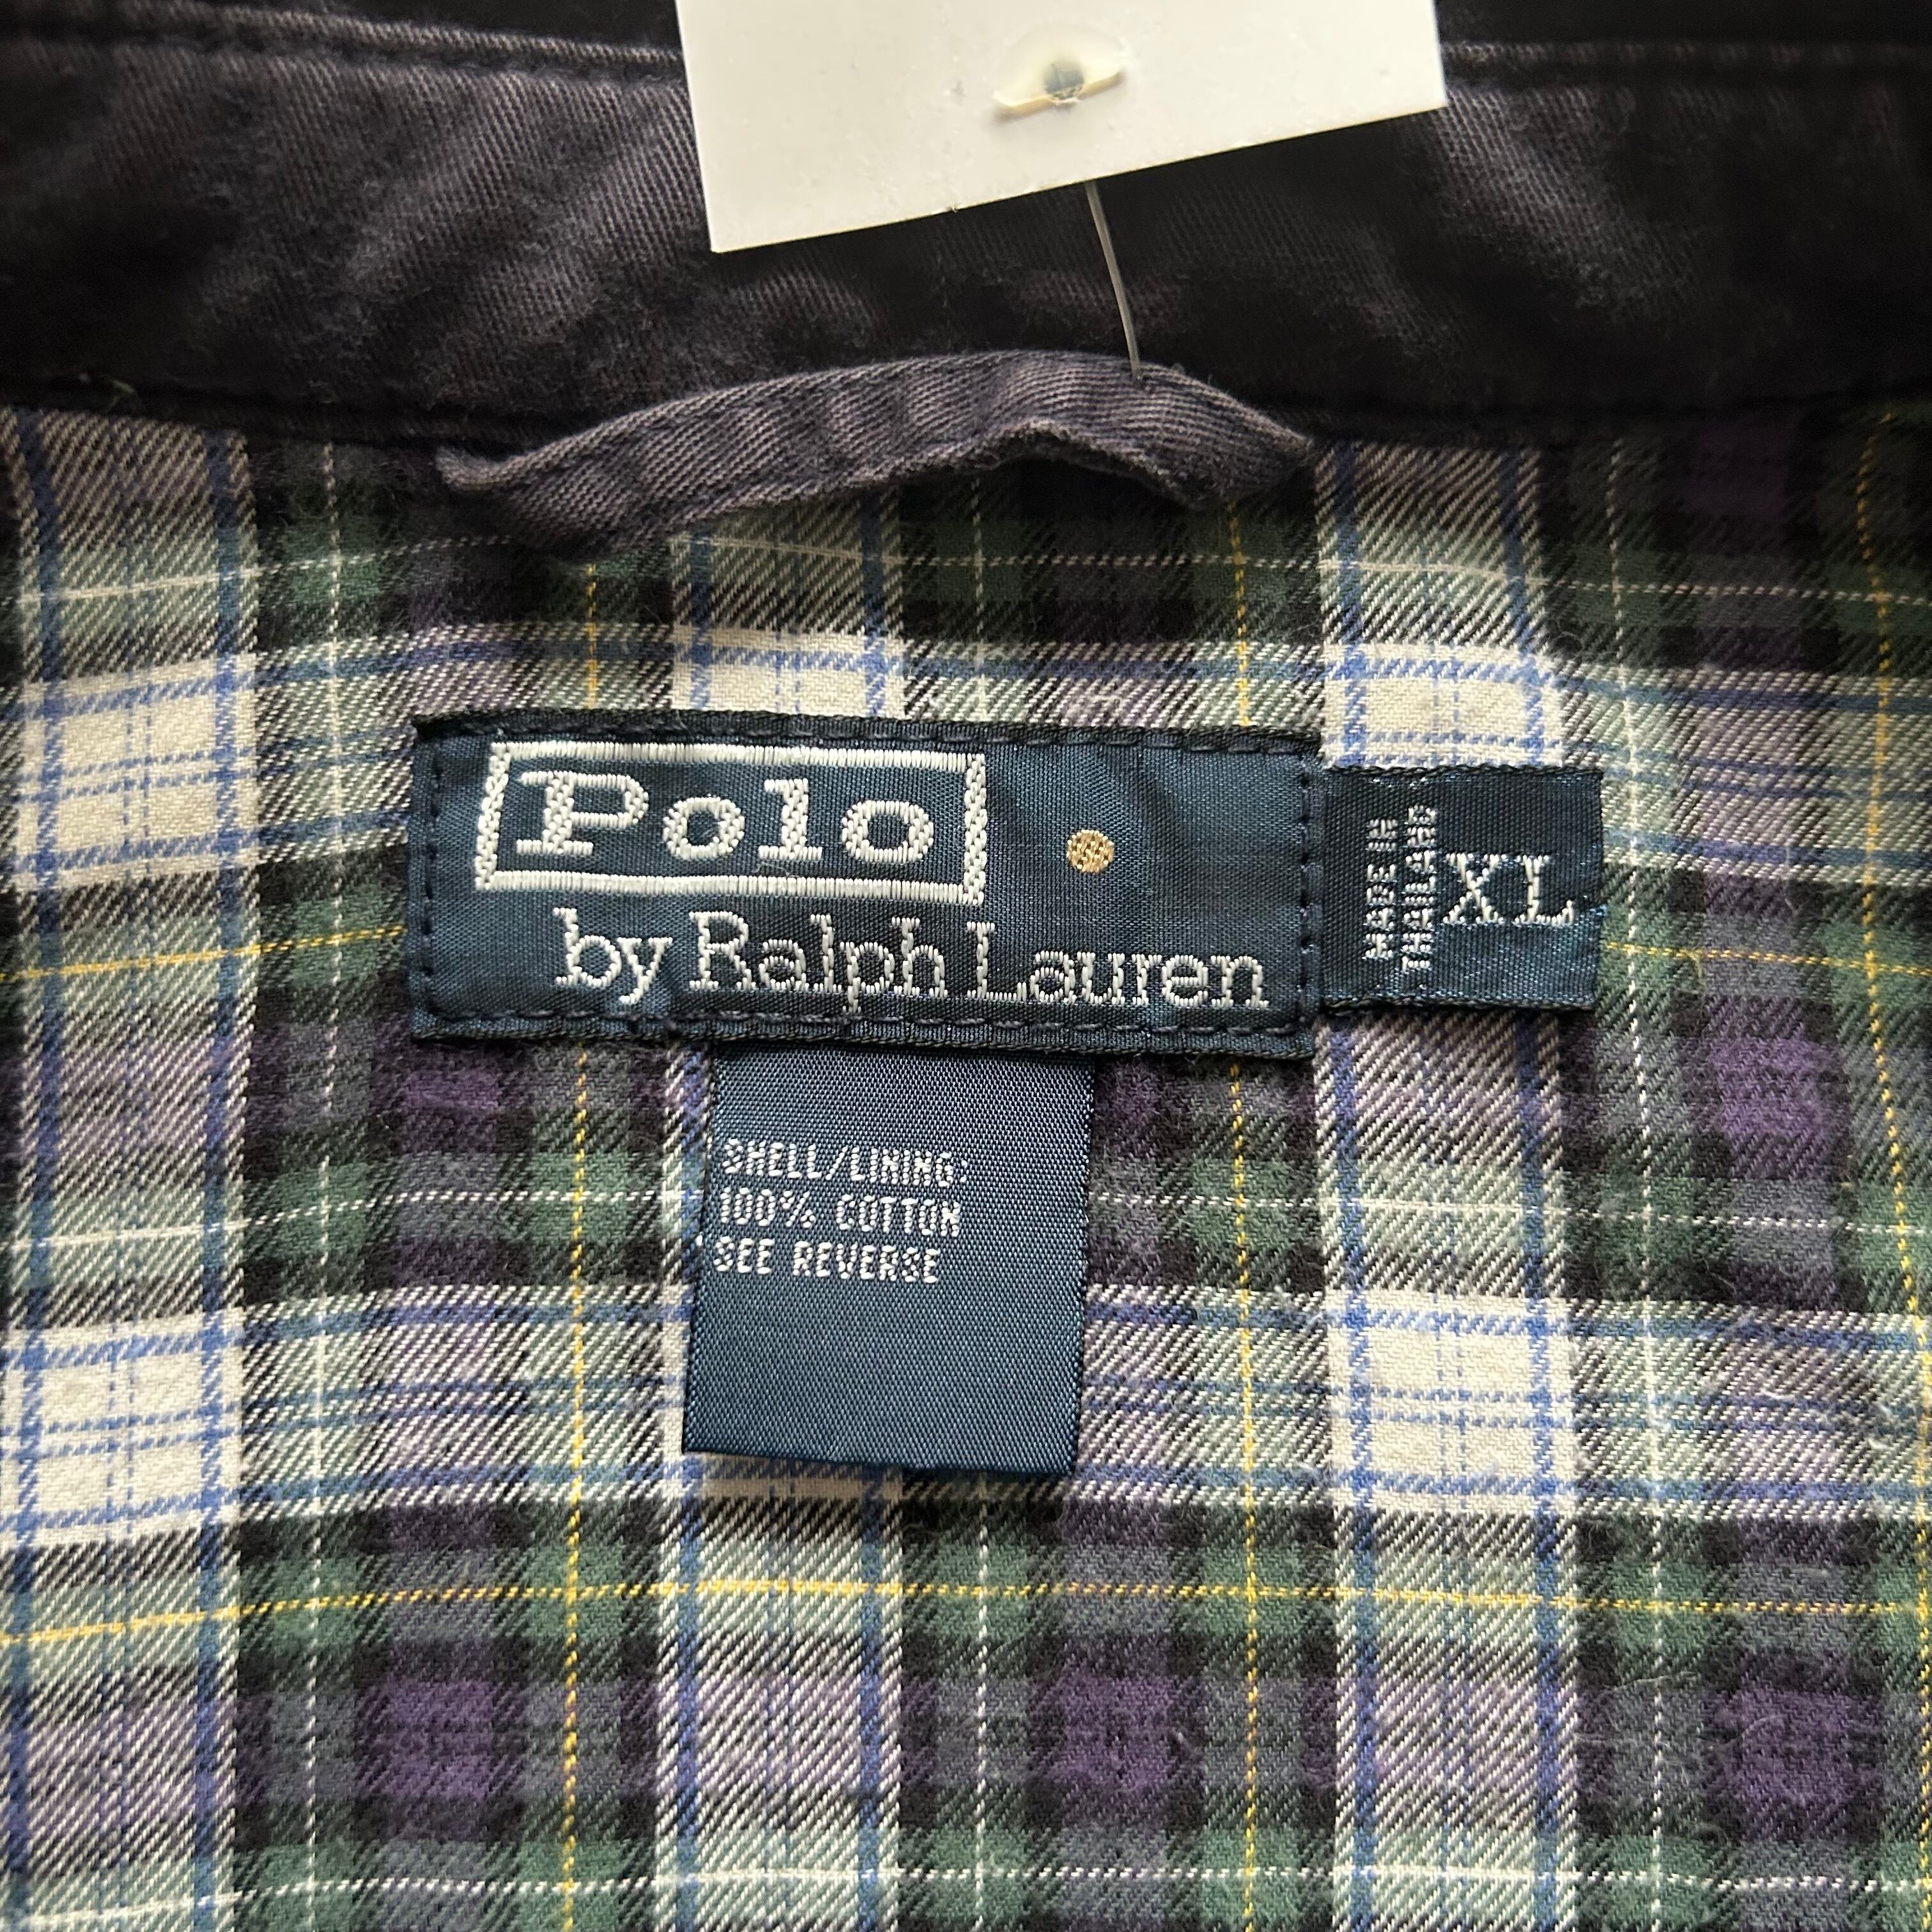 Polo
by Ralph Lauren
MADE IN
THAILAND
XL
SHELL/LINING:
100% COTTON
SEE REVERSE